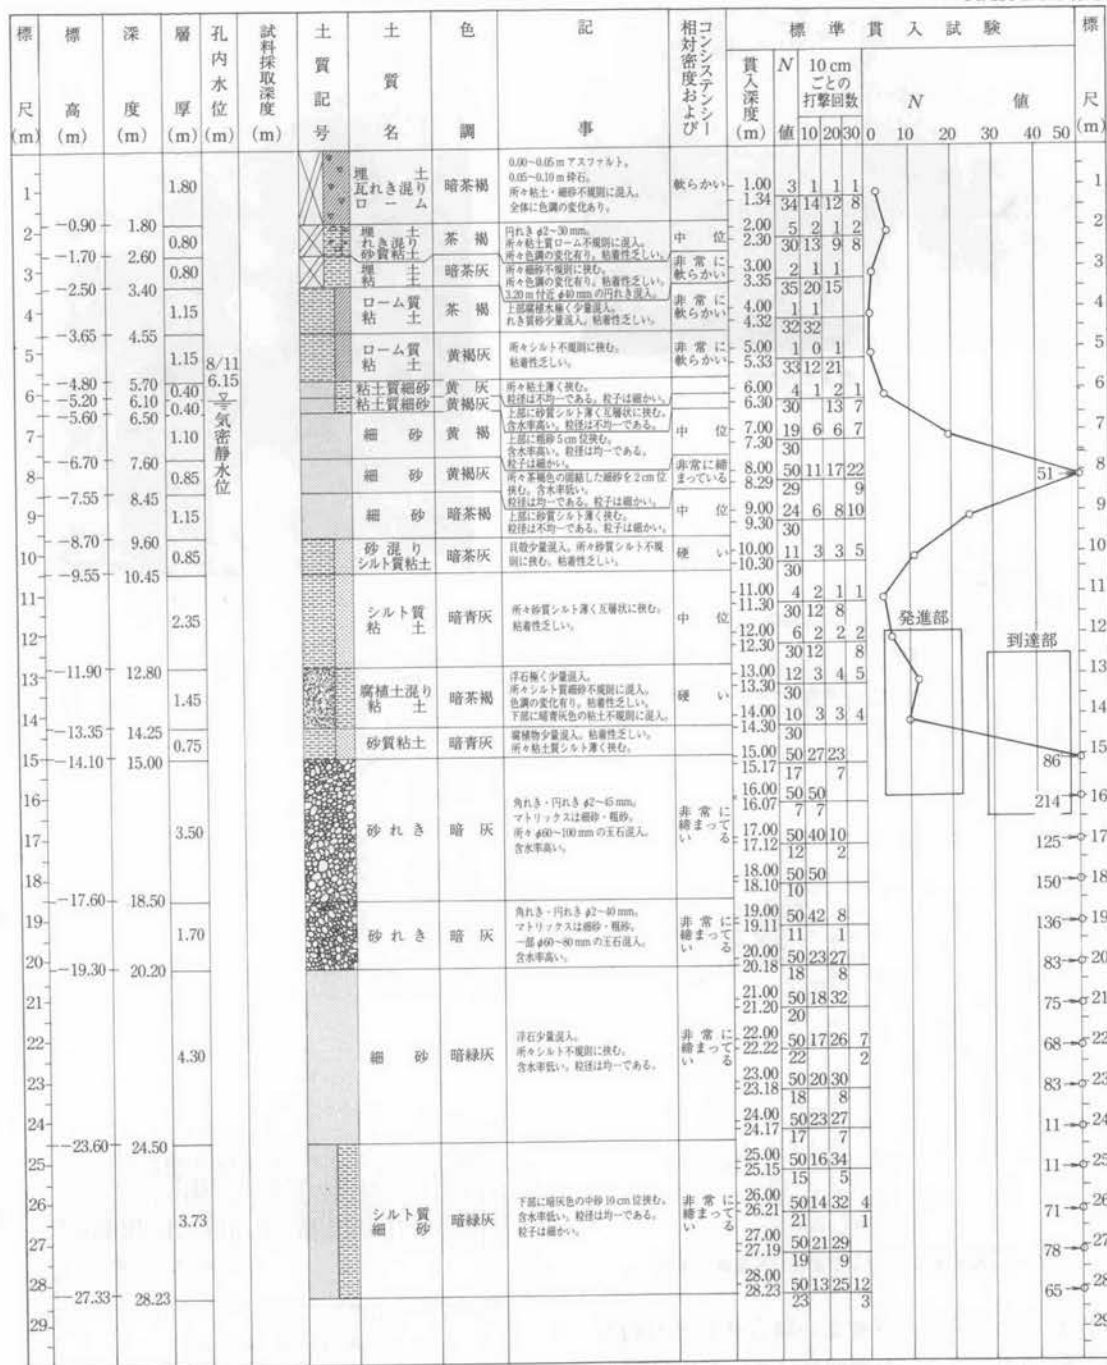 標尺(m) 標高(m) 深度(m) 層厚(m) 孔内水位(m) 試料採取深度(m) 土質記号 土質名 色調 記事 相対密度およびコンシステンシー 標準貫入試験 標尺(m)
貫入深度(m) N値 10 cmごとの打撃回数 N値
10 20 30 0 10 20 30 40 50
1.80 埋土 瓦れき混りローム 暗茶褐 軟らかい
0.00~0.05 m アスファルト。
0.05~0.10 m 砕石。
所々粘土・細砂不規則に混入。
全体に色調の変化あり。
-0.90 1.80
0.80 埋土 れき混り砂質粘土 茶褐 中位
円れき φ2~30 mm。
所々粘土質ローム不規則に混入。
所々色調の変化有り。粘着性乏しい。
-1.70 2.60
0.80 埋土 粘土 暗茶灰 非常に軟らかい
所々細砂不規則に挟む。
所々色調の変化有り。粘着性乏しい。
3.20 m 付近 φ40 mm の円れき混入。
-2.50 3.40
1.15 ローム質粘土 茶褐 非常に軟らかい
上部腐植木極く少量混入。
れき質砂少量混入。粘着性乏しい。
-3.65 4.55
1.15 ローム質粘土 黄褐灰 非常に軟らかい
所々シルト不規則に挟む。
粘着性乏しい。
8/11
6.15
気密静水位
-4.80 5.70
0.40 粘土質細砂 黄灰
所々粘土薄く挟む。
粒径は不均一である。粒子は細かい。
-5.20 6.10
0.40 粘土質細砂 黄褐灰
上部に砂質シルト薄く互層状に挟む。
含水率高い。粒径は不均一である。
-5.60 6.50
1.10 細砂 黄褐 中位
上部に粗砂 5 cm 位挟む。
含水率高い。粒径は均一である。
粒子は細かい。
-6.70 7.60
0.85 細砂 黄褐灰 非常に締まっている
所々茶褐色の固結した細砂を 2 cm 位
挟む。含水率低い。
粒径は均一である。粒子は細かい。
-7.55 8.45
1.15 細砂 暗茶褐 中位
上部に砂質シルト薄く挟む。
粒径は不均一である。粒子は細かい。
-8.70 9.60
0.85 砂混りシルト質粘土 暗茶灰 硬い
貝殻少量混入。所々砂質シルト不規
則に挟む。粘着性乏しい。
-9.55 10.45
2.35 シルト質粘土 暗青灰 中位
所々砂質シルト薄く互層状に挟む。
粘着性乏しい。
-11.90 12.80
1.45 腐植土混り粘土 暗茶褐 硬い
浮石極く少量混入。
所々シルト質細砂不規則に混入。
色調の変化有り。粘着性乏しい。
下部に暗青灰色の粘土不規則に混入。
-13.35 14.25
0.75 砂質粘土 暗青灰
腐植物少量混入。粘着性乏しい。
所々粘土質シルト薄く挟む。
-14.10 15.00
3.50 砂れき 暗灰 非常に締まっている
角れき・円れき φ2~45 mm。
マトリックスは細砂・粗砂。
所々 φ60~100 mm の玉石混入。
含水率高い。
-17.60 18.50
1.70 砂れき 暗灰 非常に締まっている
角れき・円れき φ2~40 mm。
マトリックスは細砂・粗砂。
一部 φ60~80 mm の玉石混入。
含水率高い。
-19.30 20.20
4.30 細砂 暗緑灰 非常に締まっている
浮石少量混入。
所々シルト不規則に挟む。
含水率低い。粒径は均一である。
-23.60 24.50
3.73 シルト質細砂 暗緑灰 非常に締まっている
下部に暗灰色の中砂 10 cm 位挟む。
含水率低い。粒径は均一である。
粒子は細かい。
-27.33 28.23
1.00 3 1 1 1
1.34 34 14 12 8
2.00 5 2 1 2
2.30 30 13 9 8
3.00 2 1 1
3.35 35 20 15
4.00 1 1
4.32 32 32
5.00 1 0 1
5.33 33 12 21
6.00 4 1 2 1
6.30 30 13 7
7.00 19 6 6 7
7.30 30
8.00 50 11 17 22
8.29 29 9
9.00 24 6 8 10
9.30 30
10.00 11 3 3 5
10.30 30
11.00 4 2 1 1
11.30 30 12 8
12.00 6 2 2 2
12.30 30 12 8
13.00 12 3 4 5
13.30 30
14.00 10 3 3 4
14.30 30
15.00 50 27 23
15.17 17 7
16.00 50 50
16.07 7 7
17.00 50 40 10
17.12 12 2
18.00 50 50
18.10 10
19.00 50 42 8
19.11 11 1
20.00 50 23 27
20.18 18 8
21.00 50 18 32
21.20 20
22.00 50 17 26 7
22.22 22 2
23.00 50 20 30
23.18 18 8
24.00 50 23 27
24.17 17 7
25.00 50 16 34
25.15 15 5
26.00 50 14 32 4
26.21 21 1
27.00 50 21 29
27.19 19 9
28.00 50 13 25 12
28.23 23 3
発進部
到達部
51
86
214
125
150
136
83
75
68
83
11
11
71
78
65
1 2 3 4 5 6 7 8 9 10 11 12 13 14 15 16 17 18 19 20 21 22 23 24 25 26 27 28 29
1 2 3 4 5 6 7 8 9 10 11 12 13 14 15 16 17 18 19 20 21 22 23 24 25 26 27 28 29